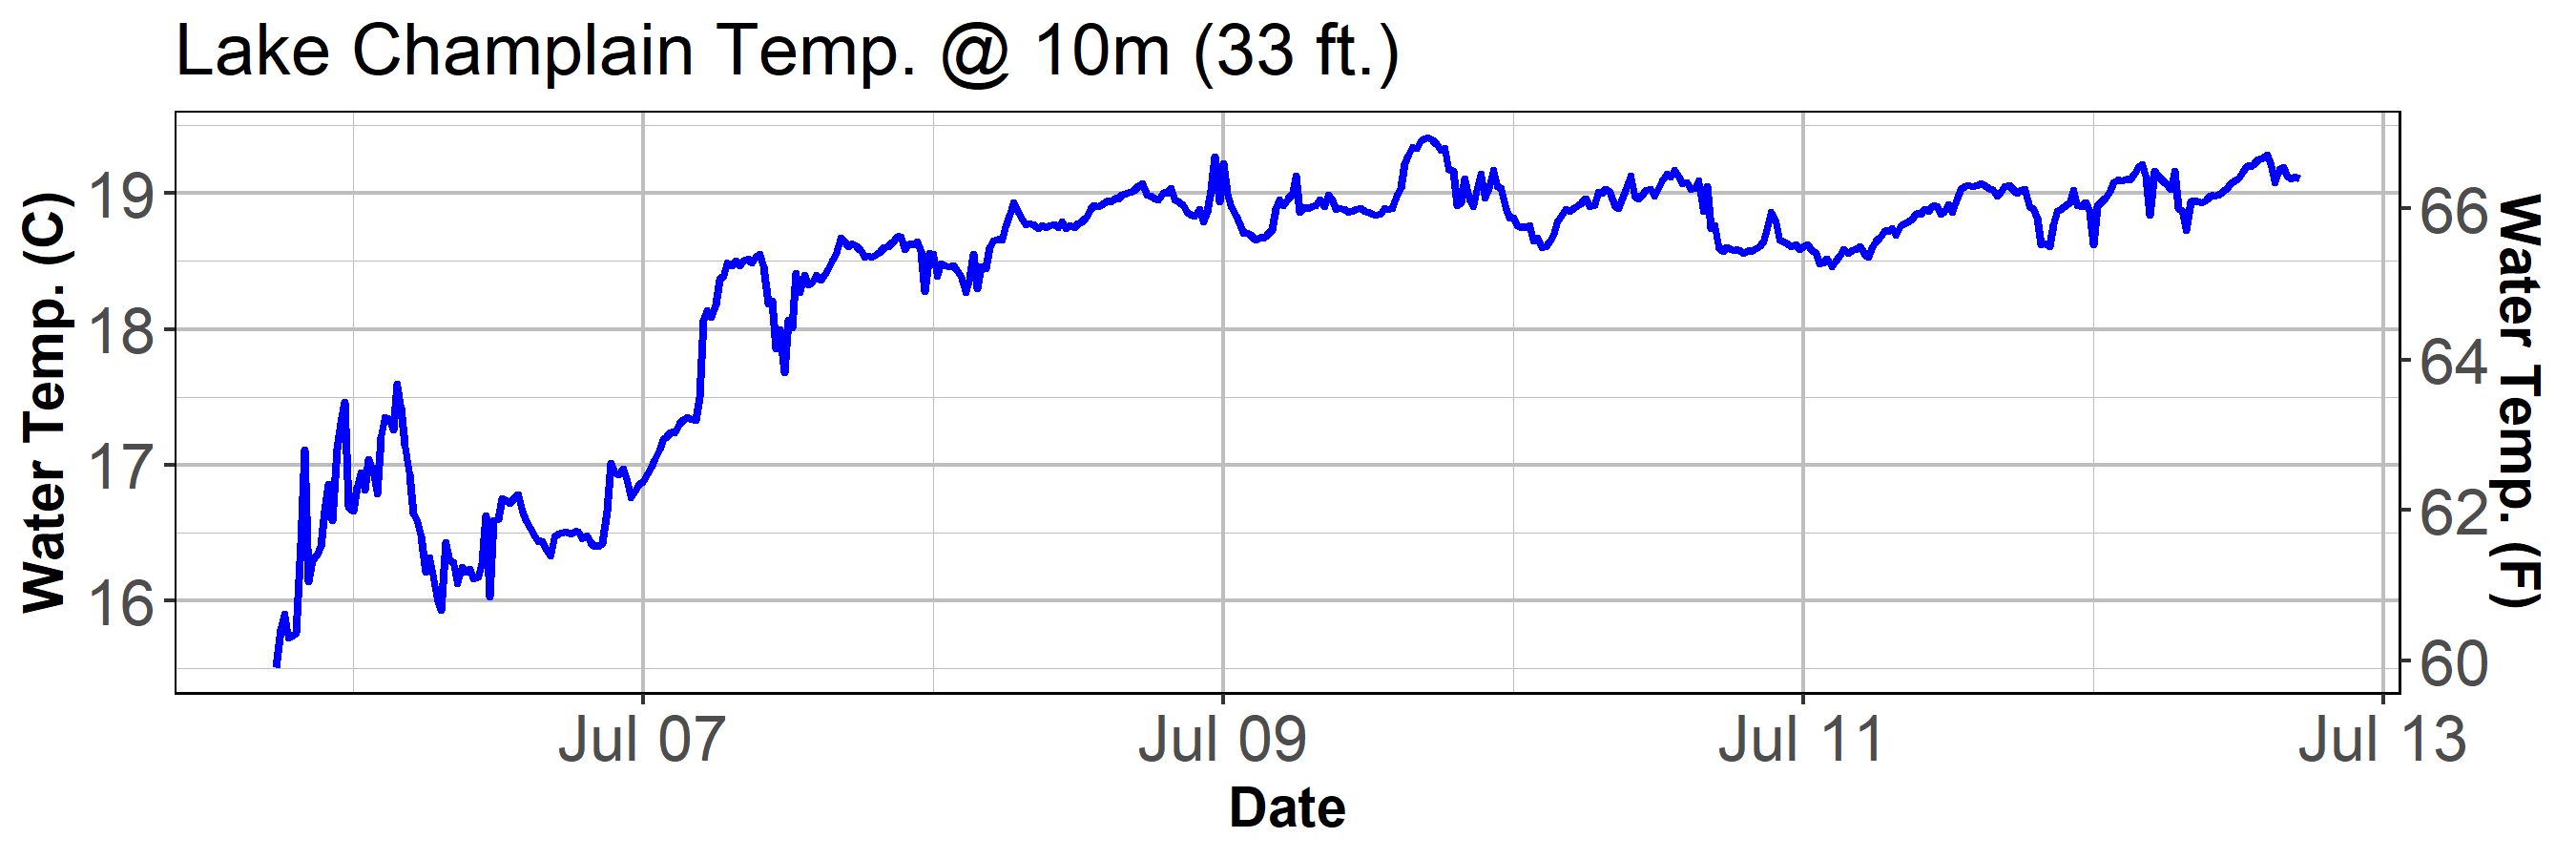 Lake Champlain Temp. @ 10m (33 ft.)
Water Temp. (C)
19
18
17
16
66
64
62
60
Water Temp. (F)
Jul 07
Jul 09
Jul 11
Jul 13
Date